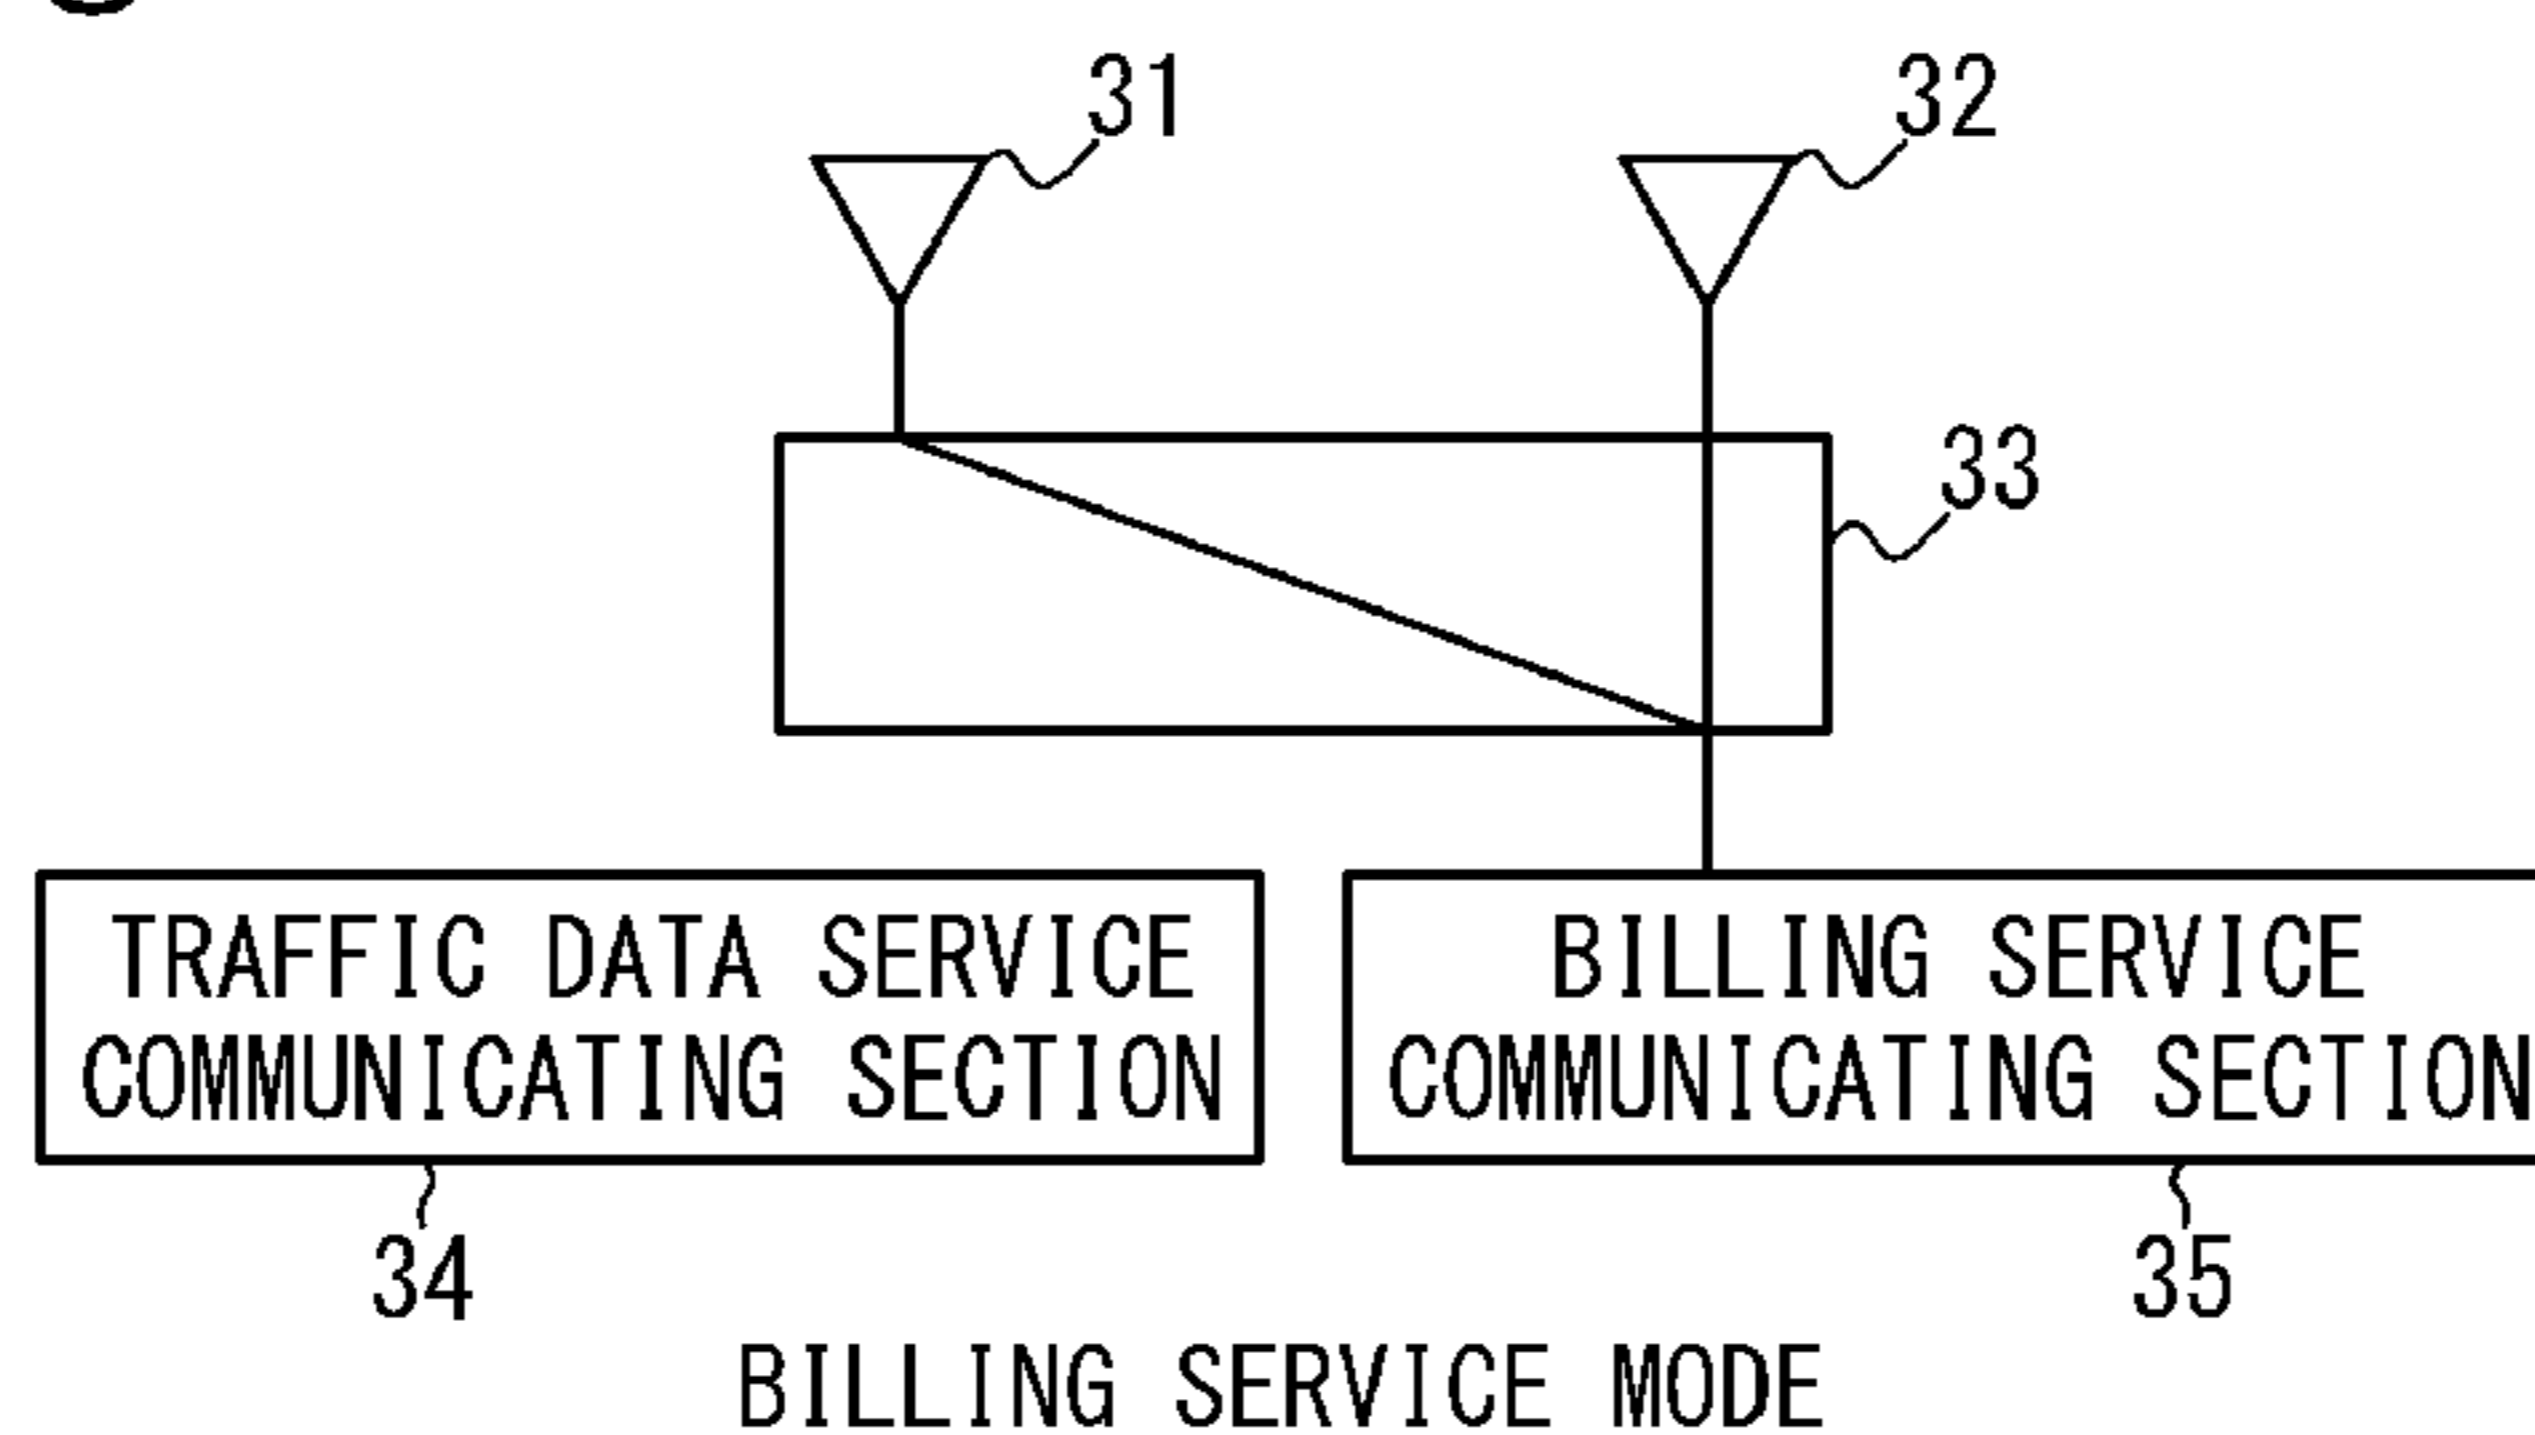 31
32
33
TRAFFIC DATA SERVICE
COMMUNICATING SECTION
BILLING SERVICE
COMMUNICATING SECTION
34
35
BILLING SERVICE MODE